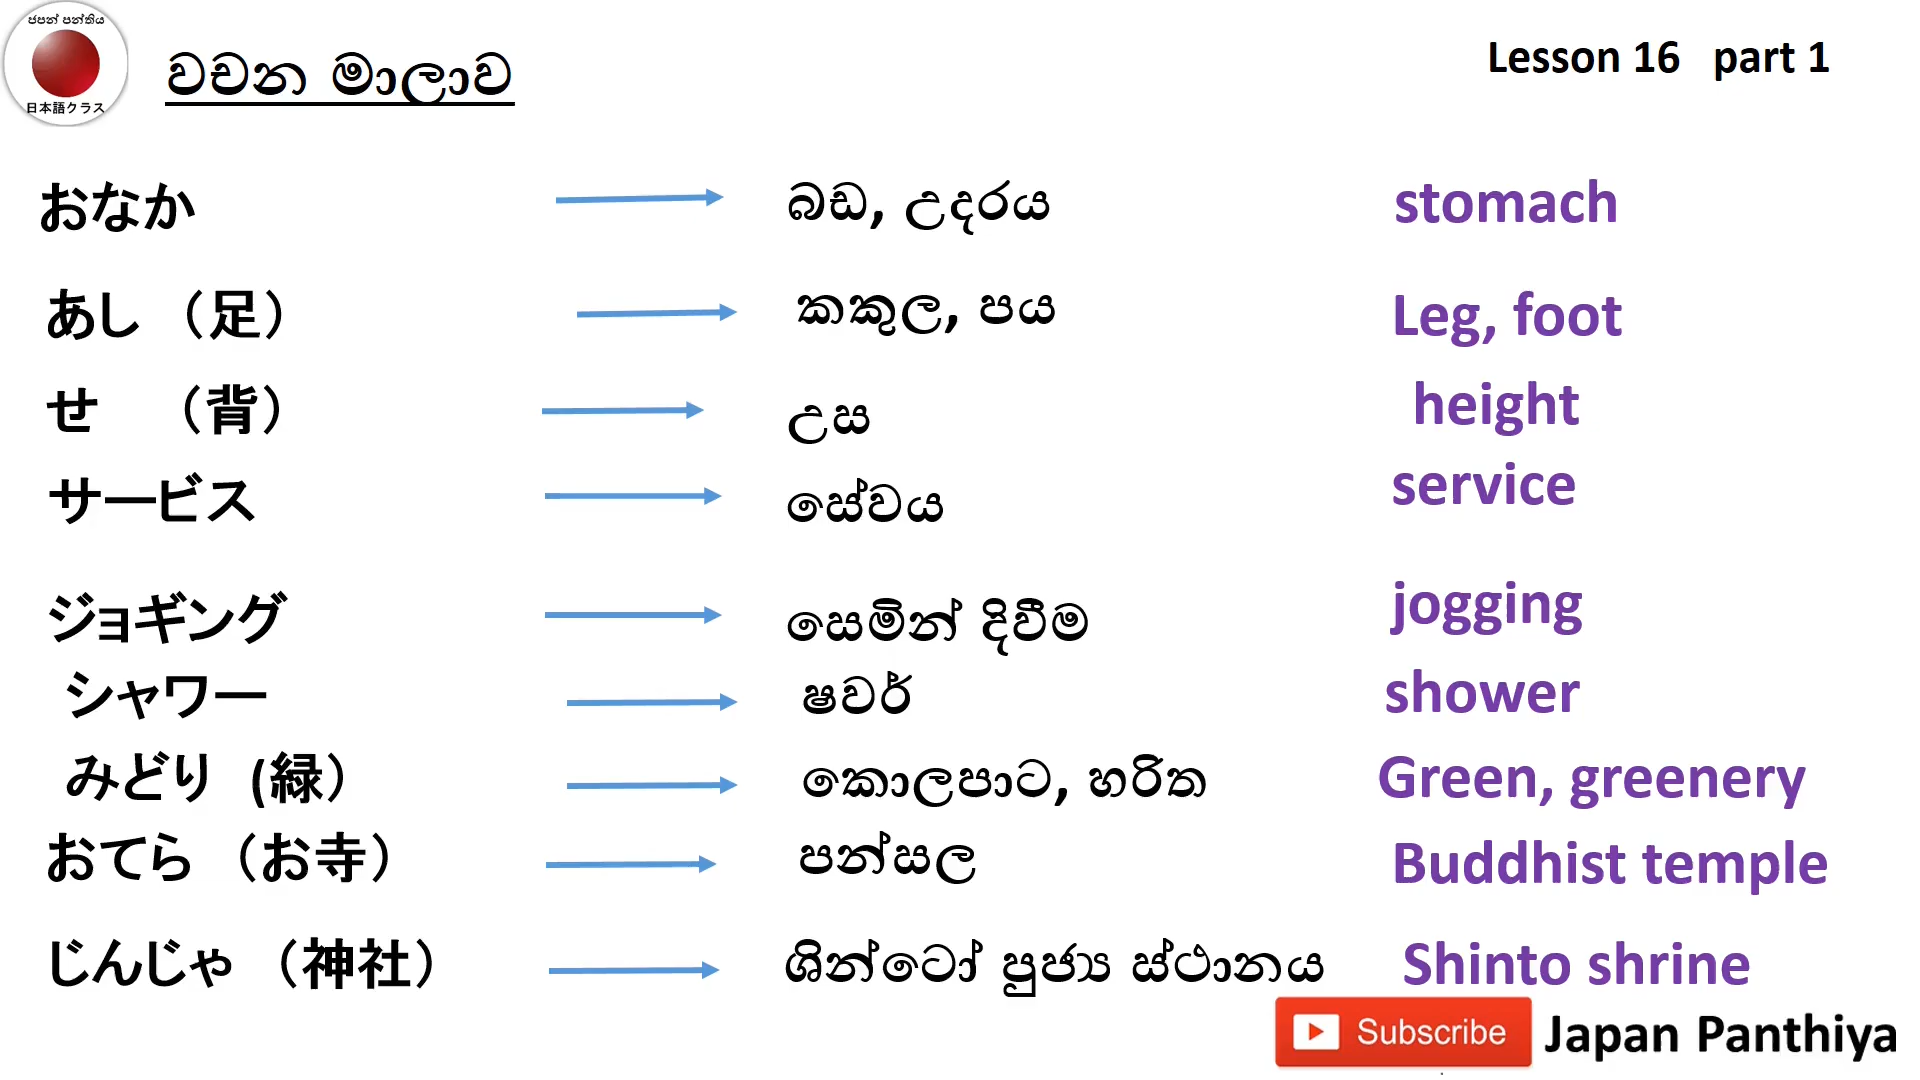 ජපන් පන්තිය
日本語クラス
වචන මාලාව
Lesson 16 part 1
おなか බඩ, උදරය stomach
あし （足） කකුල, පය Leg, foot
せ （背） උස height
サービス සේවය service
ジョギング සෙමින් දිවීම jogging
シャワー ෂවර් shower
みどり (緑） කොලපාට, හරිත Green, greenery
おてら （お寺） පන්සල Buddhist temple
じんじゃ （神社） ශින්ටෝ පුජ්‍ය ස්ථානය Shinto shrine
Subscribe Japan Panthiya